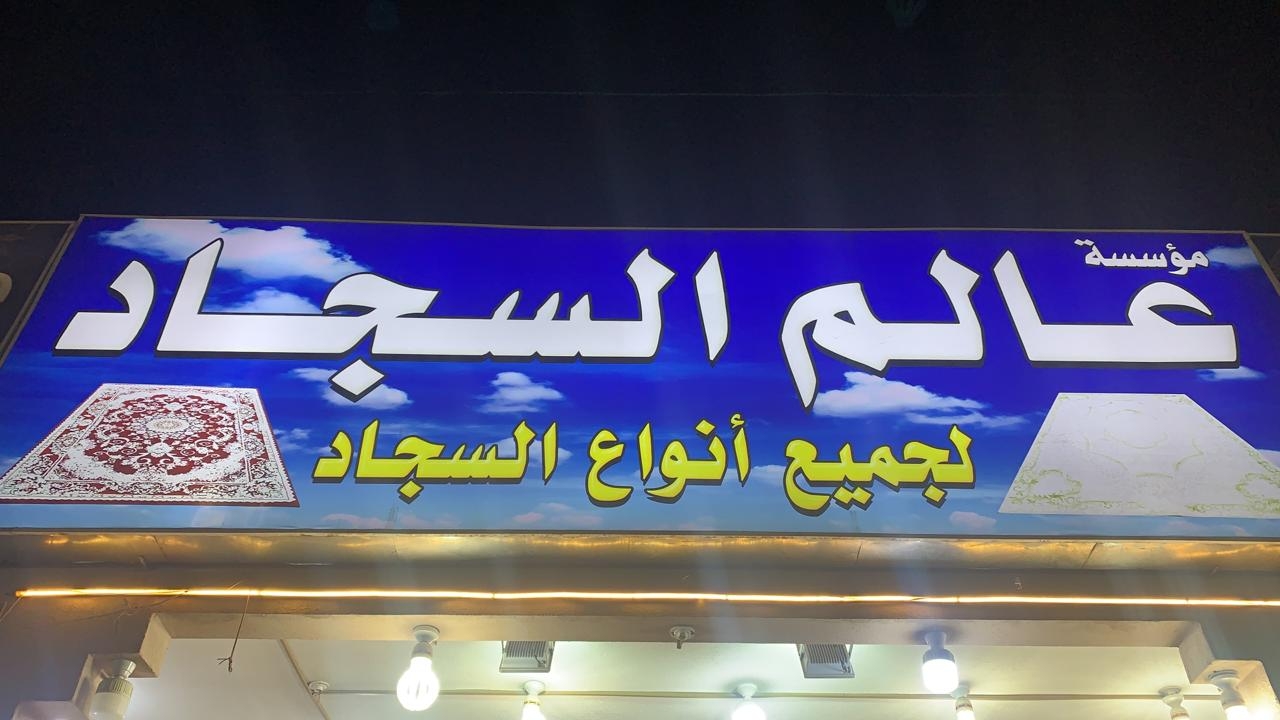 مؤسسة
عالم السجاد
لجميع أنواع السجاد